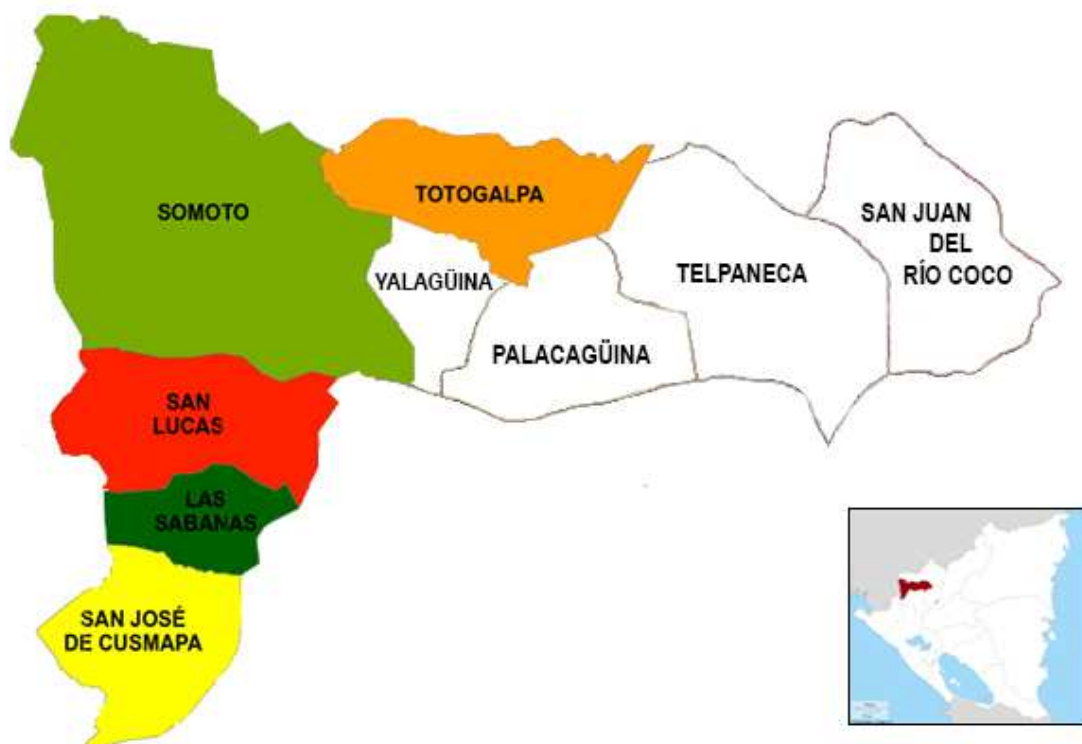 SOMOTO
TOTOGALPA
YALAGÜINA
PALACAGÜINA
TELPANECA
SAN JUAN
DEL
RÍO COCO
SAN
LUCAS
LAS
SABANAS
SAN JOSÉ
DE CUSMAPA